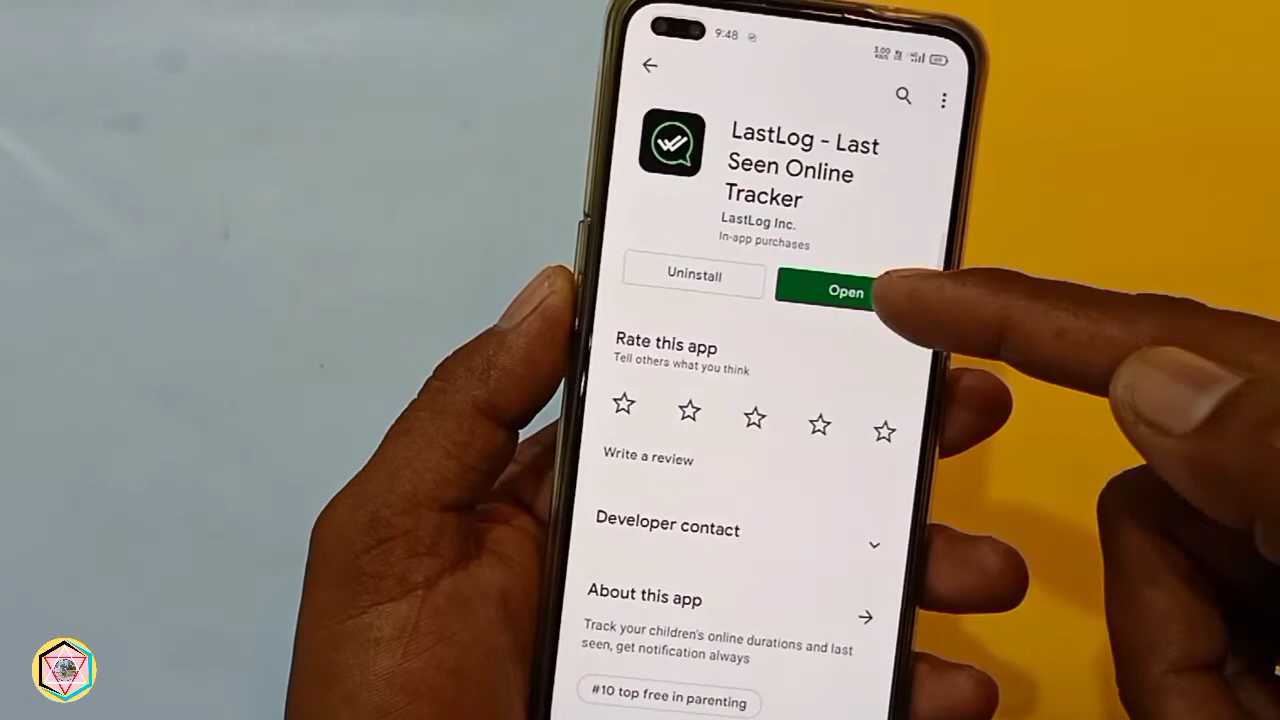 9:48
3.00
LastLog - Last
Seen Online
Tracker
LastLog Inc.
In-app purchases
Uninstall
Open
Rate this app
Tell others what you think
Write a review
Developer contact
About this app
Track your children's online durations and last
seen, get notification always
#10 top free in parenting